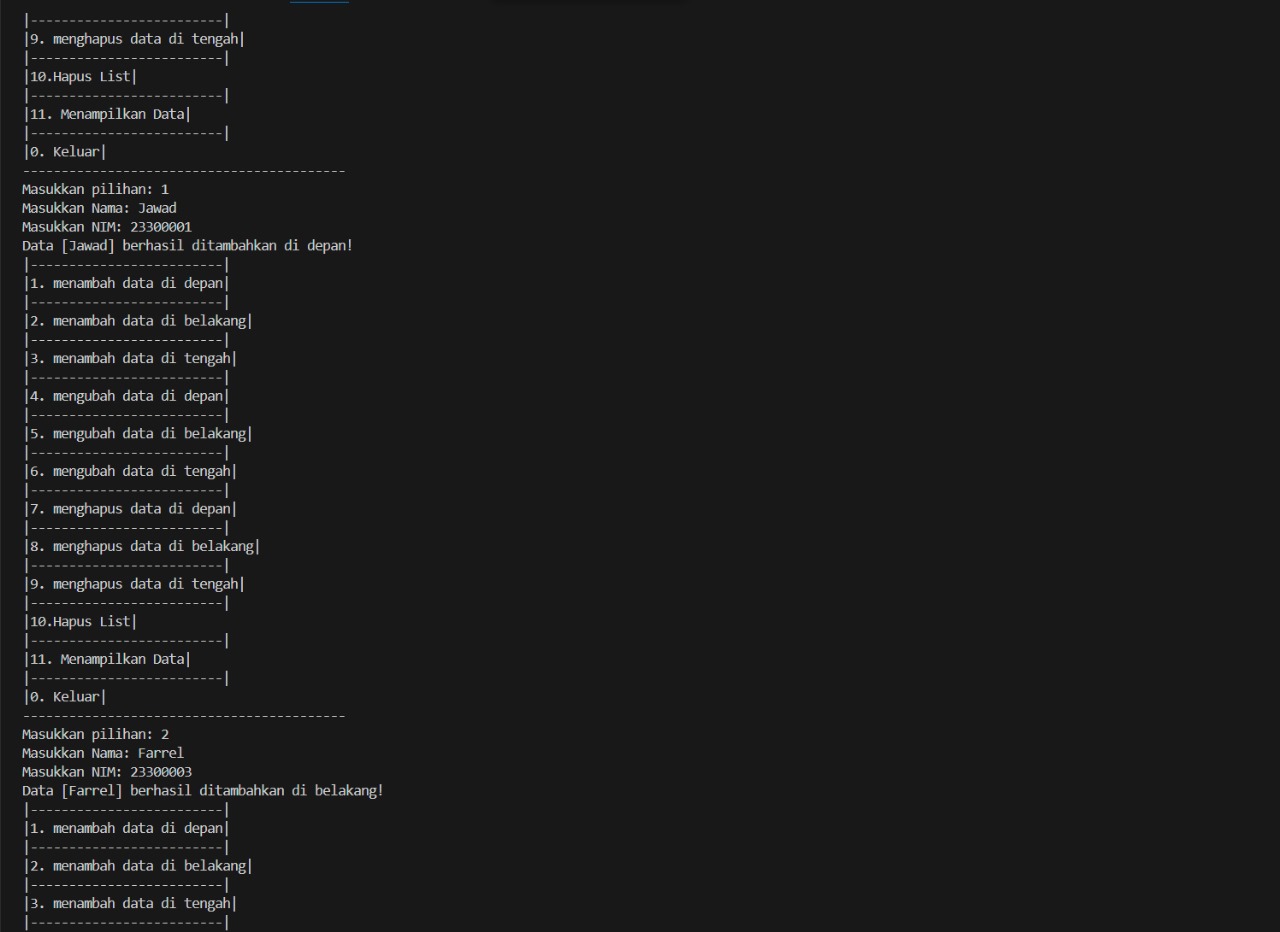 |-------------------------|
|9. menghapus data di tengah|
|-------------------------|
|10.Hapus List|
|-------------------------|
|11. Menampilkan Data|
|-------------------------|
|0. Keluar|
------------------------------------------
Masukkan pilihan: 1
Masukkan Nama: Jawad
Masukkan NIM: 23300001
Data [Jawad] berhasil ditambahkan di depan!
|-------------------------|
|1. menambah data di depan|
|-------------------------|
|2. menambah data di belakang|
|-------------------------|
|3. menambah data di tengah|
|-------------------------|
|4. mengubah data di depan|
|-------------------------|
|5. mengubah data di belakang|
|-------------------------|
|6. mengubah data di tengah|
|-------------------------|
|7. menghapus data di depan|
|-------------------------|
|8. menghapus data di belakang|
|-------------------------|
|9. menghapus data di tengah|
|-------------------------|
|10.Hapus List|
|-------------------------|
|11. Menampilkan Data|
|-------------------------|
|0. Keluar|
------------------------------------------
Masukkan pilihan: 2
Masukkan Nama: Farrel
Masukkan NIM: 23300003
Data [Farrel] berhasil ditambahkan di belakang!
|-------------------------|
|1. menambah data di depan|
|-------------------------|
|2. menambah data di belakang|
|-------------------------|
|3. menambah data di tengah|
|-------------------------|